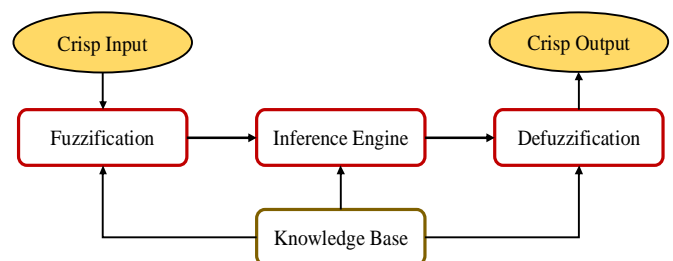 Crisp Input
Crisp Output
Fuzzification
Inference Engine
Defuzzification
Knowledge Base